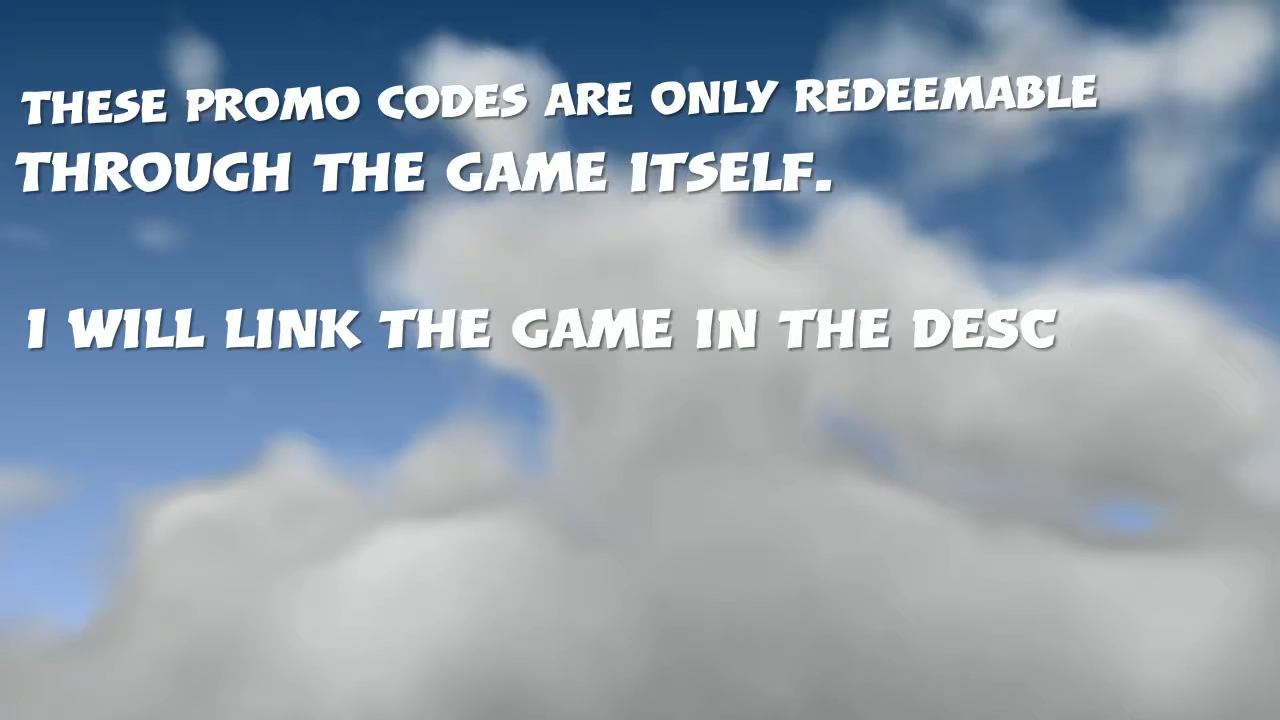 THESE PROMO CODES ARE ONLY REDEEMABLE
THROUGH THE GAME ITSELF.
I WILL LINK THE GAME IN THE DESC